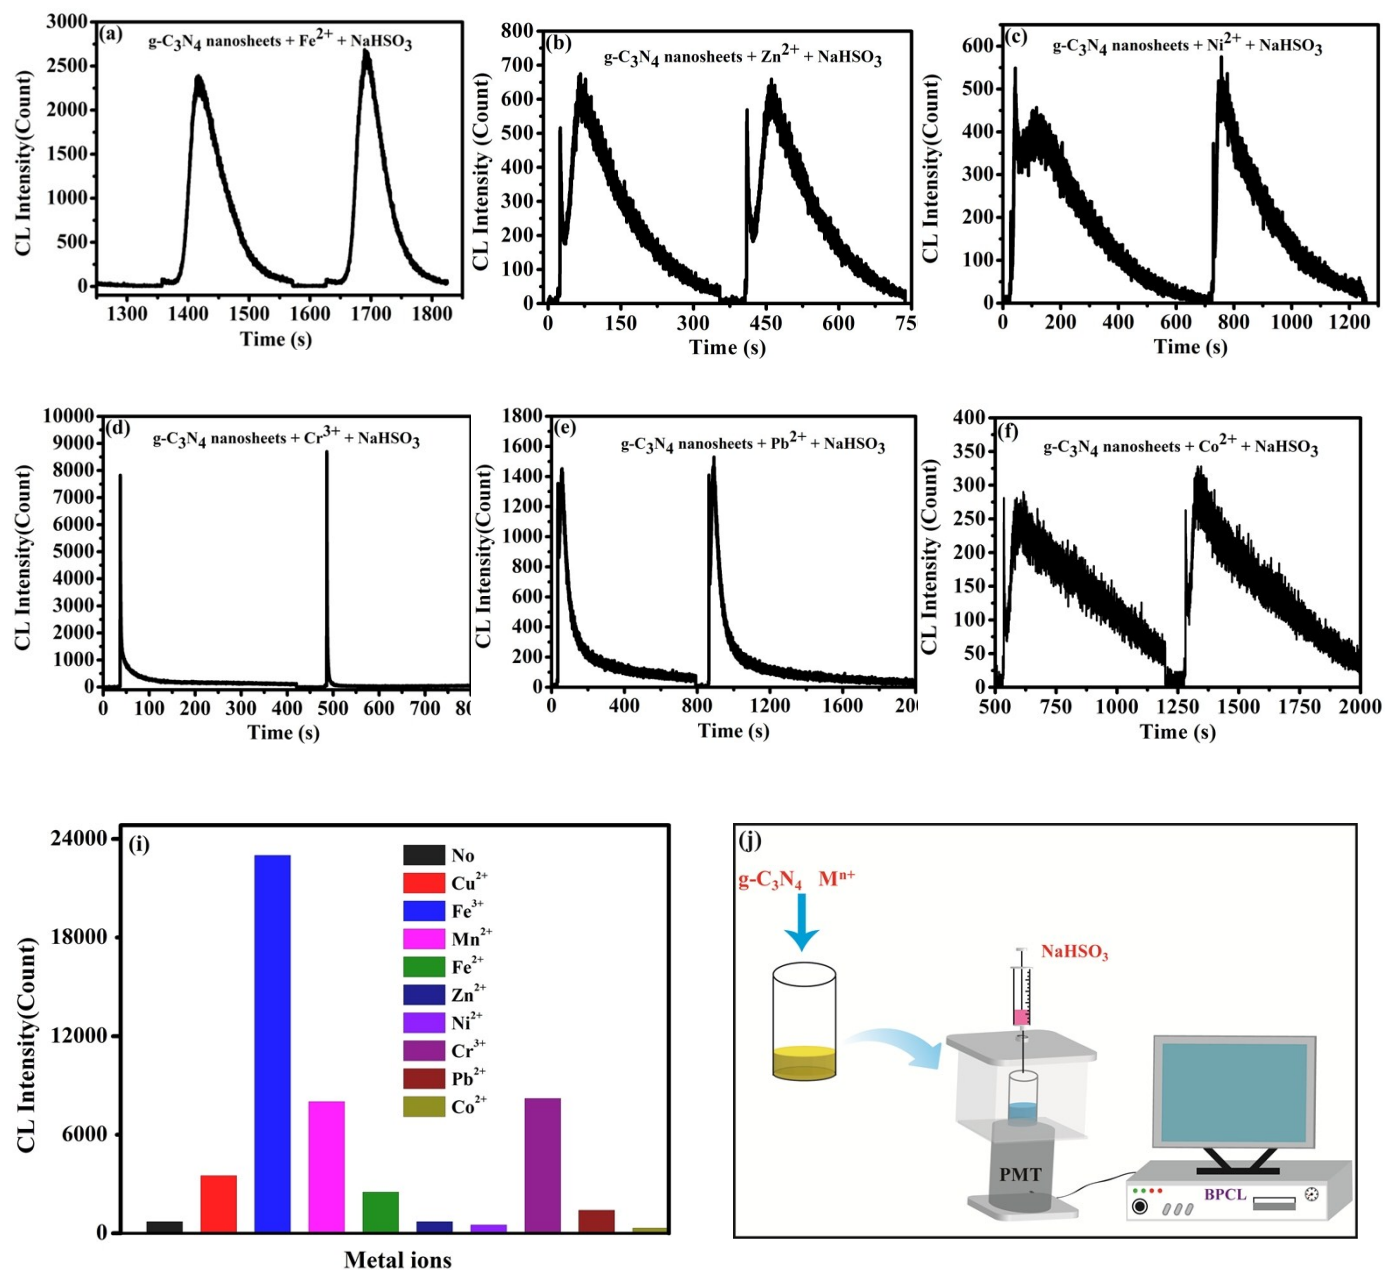 (a)
g-C3N4 nanosheets + Fe2+ + NaHSO3
CL Intensity(Count)
3000
2500
2000
1500
1000
500
0
1300 1400 1500 1600 1700 1800
Time (s)
(b)
g-C3N4 nanosheets + Zn2+ + NaHSO3
CL Intensity (Count)
800
700
600
500
400
300
200
100
0
0 150 300 450 600 75
Time (s)
(c)
g-C3N4 nanosheets + Ni2+ + NaHSO3
CL Intensity(Count)
600
500
400
300
200
100
0
0 200 400 600 800 1000 1200
Time (s)
(d)
g-C3N4 nanosheets + Cr3+ + NaHSO3
CL Intensity(Count)
10000
9000
8000
7000
6000
5000
4000
3000
2000
1000
0
0 100 200 300 400 500 600 700 80
Time (s)
(e)
g-C3N4 nanosheets + Pb2+ + NaHSO3
CL Intensity(Count)
1800
1600
1400
1200
1000
800
600
400
200
0
0 400 800 1200 1600 200
Time (s)
(f)
g-C3N4 nanosheets + Co2+ + NaHSO3
CL Intensity (Count)
400
350
300
250
200
150
100
50
0
500 750 1000 1250 1500 1750 2000
Time (s)
(i)
CL Intensity(Count)
24000
18000
12000
6000
0
No
Cu2+
Fe3+
Mn2+
Fe2+
Zn2+
Ni2+
Cr3+
Pb2+
Co2+
Metal ions
(j)
g-C3N4 Mn+
NaHSO3
PMT
BPCL